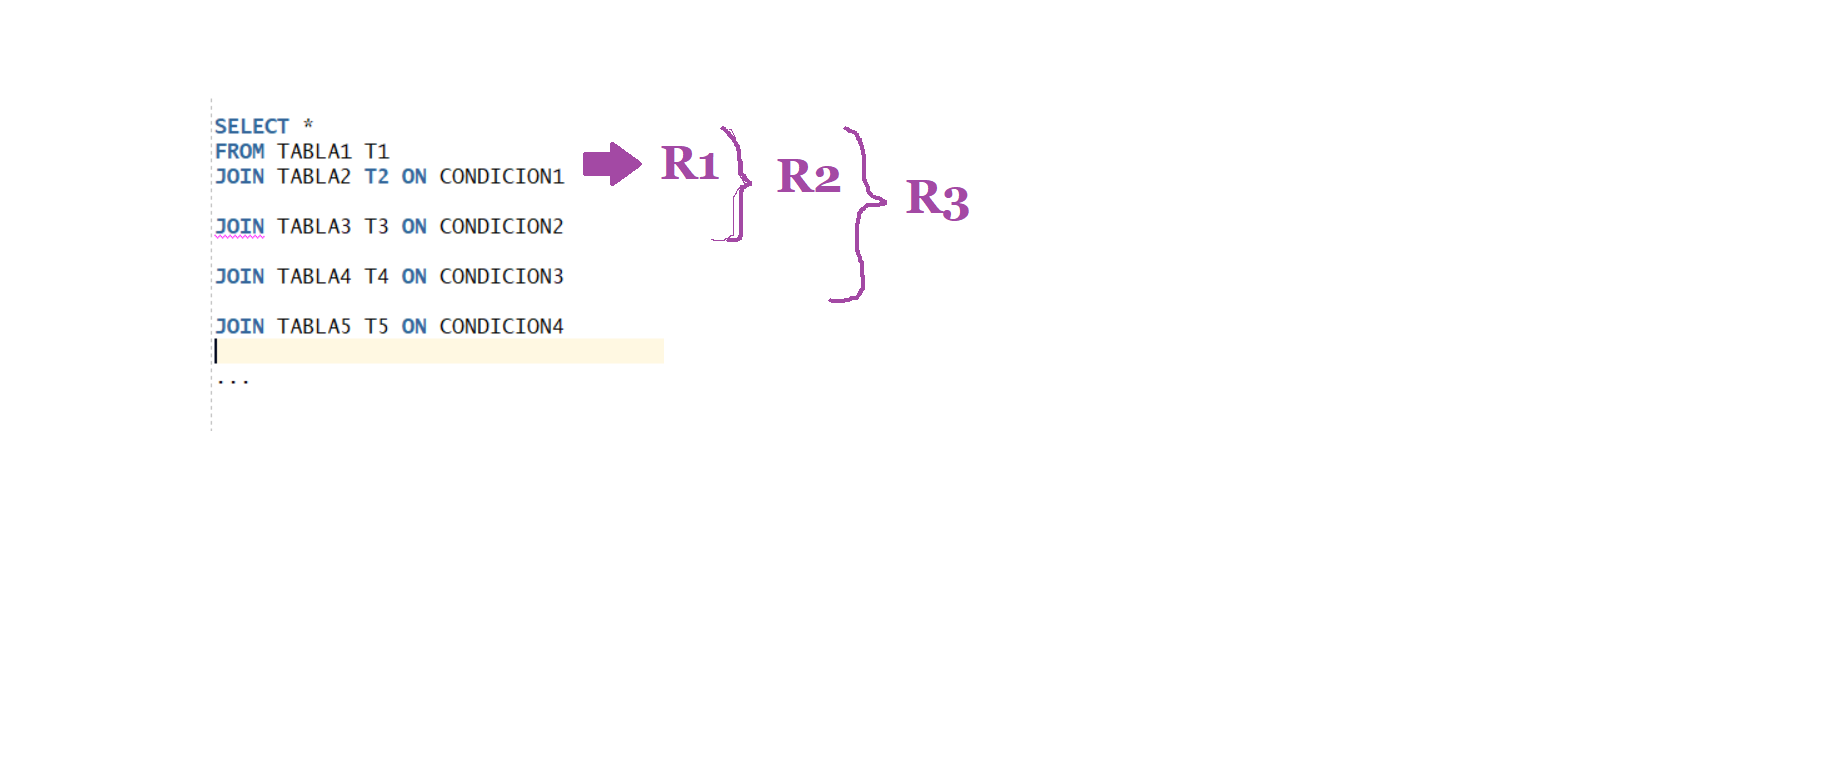 SELECT *
FROM TABLA1 T1
JOIN TABLA2 T2 ON CONDICION1
R1
R2
R3
JOIN TABLA3 T3 ON CONDICION2
JOIN TABLA4 T4 ON CONDICION3
JOIN TABLA5 T5 ON CONDICION4
...